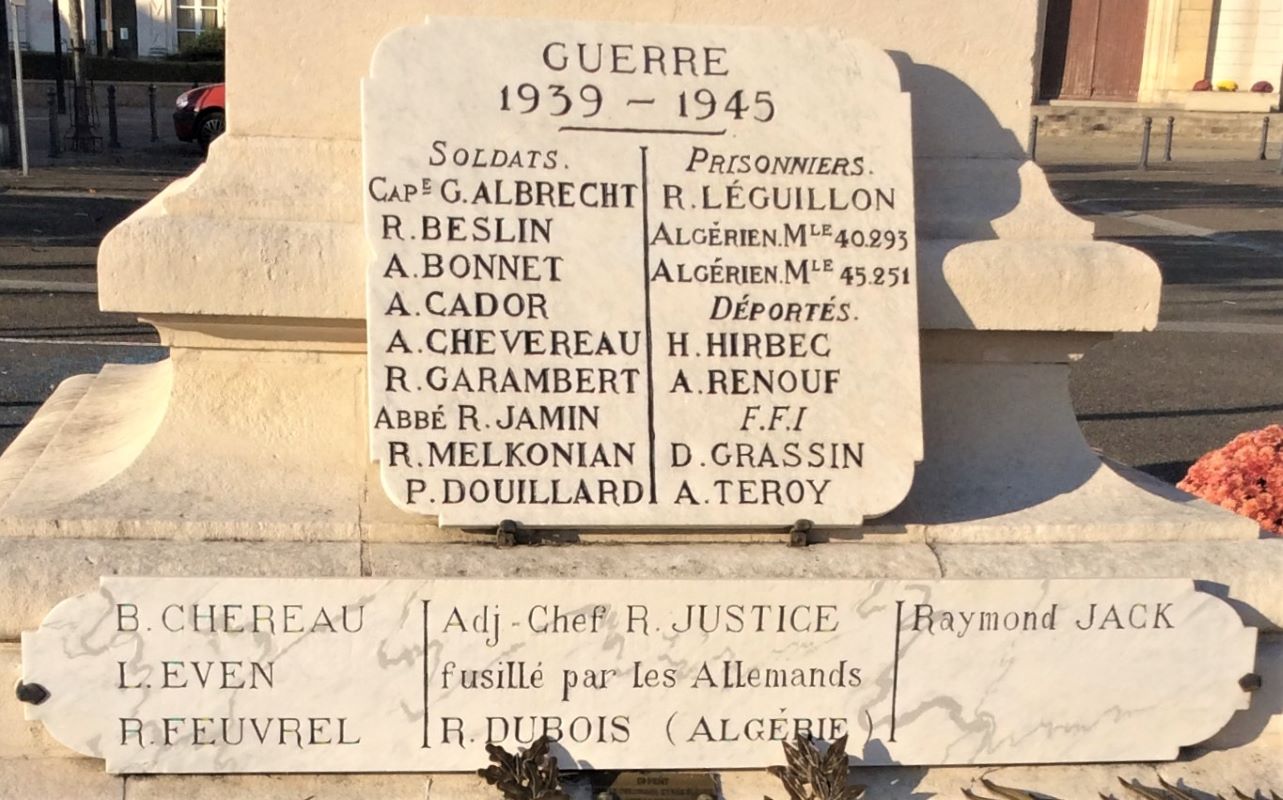 GUERRE
1939 - 1945
SOLDATS.
CAPE G. ALBRECHT
R. BESLIN
A. BONNET
A. CADOR
A. CHEVEREAU
R. GARAMBERT
ABBÉ R. JAMIN
R. MELKONIAN
P. DOUILLARD
PRISONNIERS.
R. LÉGUILLON
ALGÉRIEN. MLE 40.293
ALGÉRIEN. MLE 45.251
DÉPORTÉS.
H. HIRBEC
A. RENOUF
F.F.I
D. GRASSIN
A. TEROY
B. CHEREAU
L. EVEN
R. FEUVREL
Adj-Chef R. JUSTICE
fusillé par les Allemands
R. DUBOIS (ALGÉRIE)
Raymond JACK